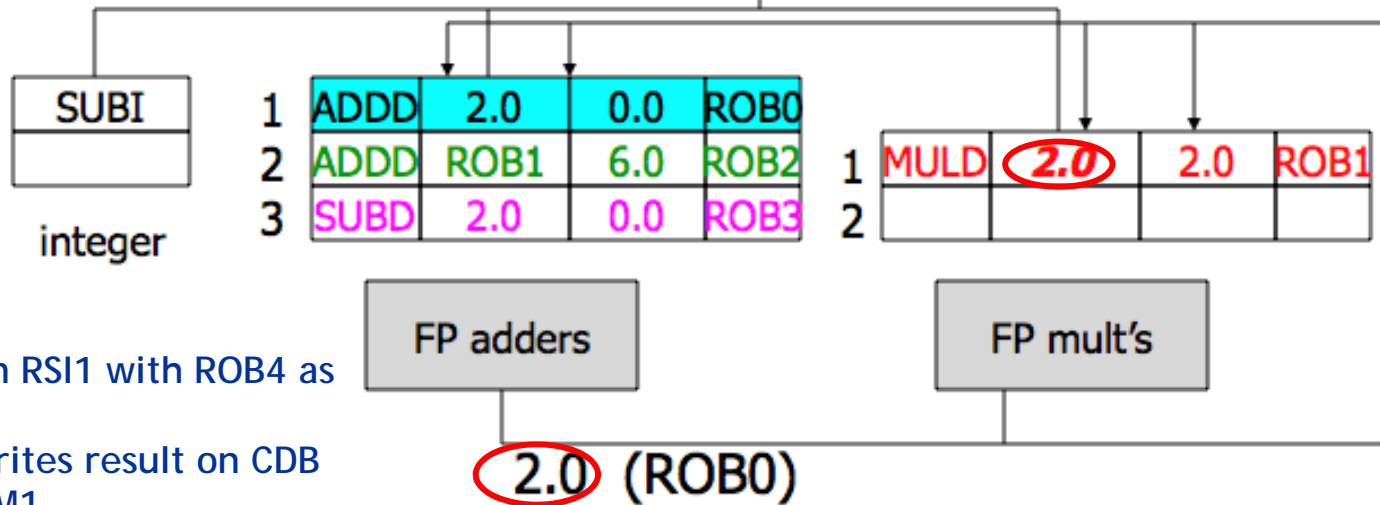 SUBI
integer
1 ADDD 2.0 0.0 ROB0
2 ADDD ROB1 6.0 ROB2
3 SUBD 2.0 0.0 ROB3
1 MULD 2.0 2.0 ROB1
2
FP adders
FP mult's
RSI1 with ROB4 as
result on CDB
2.0 (ROB0)